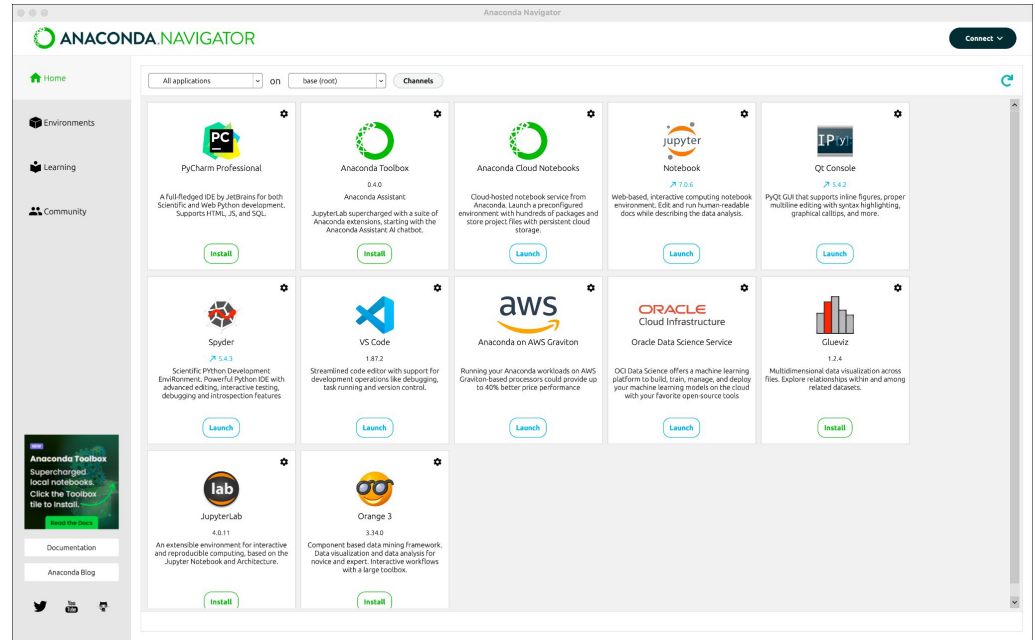 Anaconda Navigator
ANACONDA.NAVIGATOR
Connect
Home
All applications
on
base (root)
Channels
Environments
Learning
Community
PC
PyCharm Professional
A full-fledged IDE by JetBrains for both
Scientific and Web Python development.
Supports HTML, JS, and SQL.
Install
Anaconda Toolbox
0.4.0
Anaconda Assistant
JupyterLab supercharged with a suite of
Anaconda extensions, starting with the
Anaconda Assistant AI chatbot.
Install
Anaconda Cloud Notebooks
Cloud-hosted notebook service from
Anaconda. Launch a preconfigured
environment with hundreds of packages and
store project files with persistent cloud
storage.
Launch
jupyter
Notebook
7.0.6
Web-based, interactive computing notebook
environment. Edit and run human-readable
docs while describing the data analysis.
Launch
IP[y]:
Qt Console
5.4.2
PyQt GUI that supports inline figures, proper
multiline editing with syntax highlighting,
graphical calltips, and more.
Launch
Spyder
5.4.3
Scientific PYthon Development
EnviRonment. Powerful Python IDE with
advanced editing, interactive testing,
debugging and introspection features
Launch
VS Code
1.87.2
Streamlined code editor with support for
development operations like debugging,
task running and version control.
Launch
aws
Anaconda on AWS Graviton
Running your Anaconda workloads on AWS
Graviton-based processors could provide up
to 40% better price performance
Launch
ORACLE
Cloud Infrastructure
Oracle Data Science Service
OCI Data Science offers a machine learning
platform to build, train, manage, and deploy
your machine learning models on the cloud
with your favorite open-source tools
Launch
Glueviz
1.2.4
Multidimensional data visualization across
files. Explore relationships within and among
related datasets.
Install
lab
JupyterLab
4.0.11
An extensible environment for interactive
and reproducible computing, based on the
Jupyter Notebook and Architecture.
Install
Orange 3
3.34.0
Component based data mining framework.
Data visualization and data analysis for
novice and expert. Interactive workflows
with a large toolbox.
Install
NEW
Anaconda Toolbox
Supercharged
local notebooks.
Click the Toolbox
tile to Install.
Read the Docs
Documentation
Anaconda Blog
You
Tube